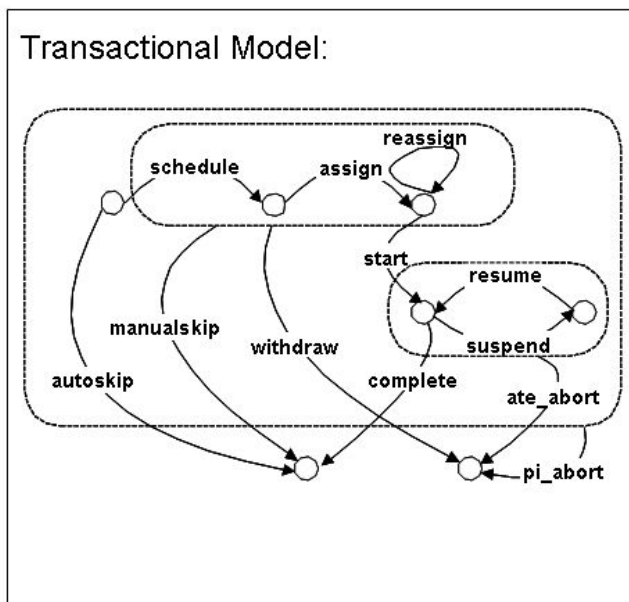 Transactional Model:
reassign
schedule
assign
start
resume
manualskip
withdraw
suspend
autoskip
complete
ate_abort
pi_abort